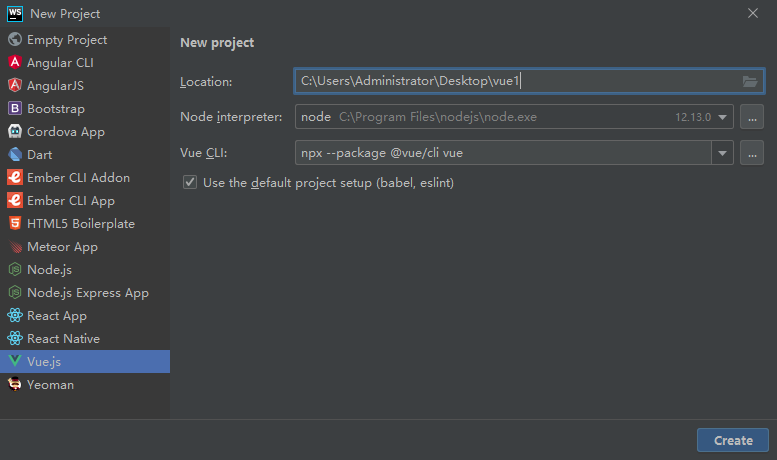 WS New Project
Empty Project
Angular CLI
AngularJS
Bootstrap
Cordova App
Dart
Ember CLI Addon
Ember CLI App
HTML5 Boilerplate
Meteor App
Node.js
Node.js Express App
React App
React Native
Vue.js
Yeoman
New project
Location: C:\Users\Administrator\Desktop\vue1
Node interpreter: node C:\Program Files\nodejs\node.exe 12.13.0 ...
Vue CLI: npx --package @vue/cli vue ...
Use the default project setup (babel, eslint)
Create